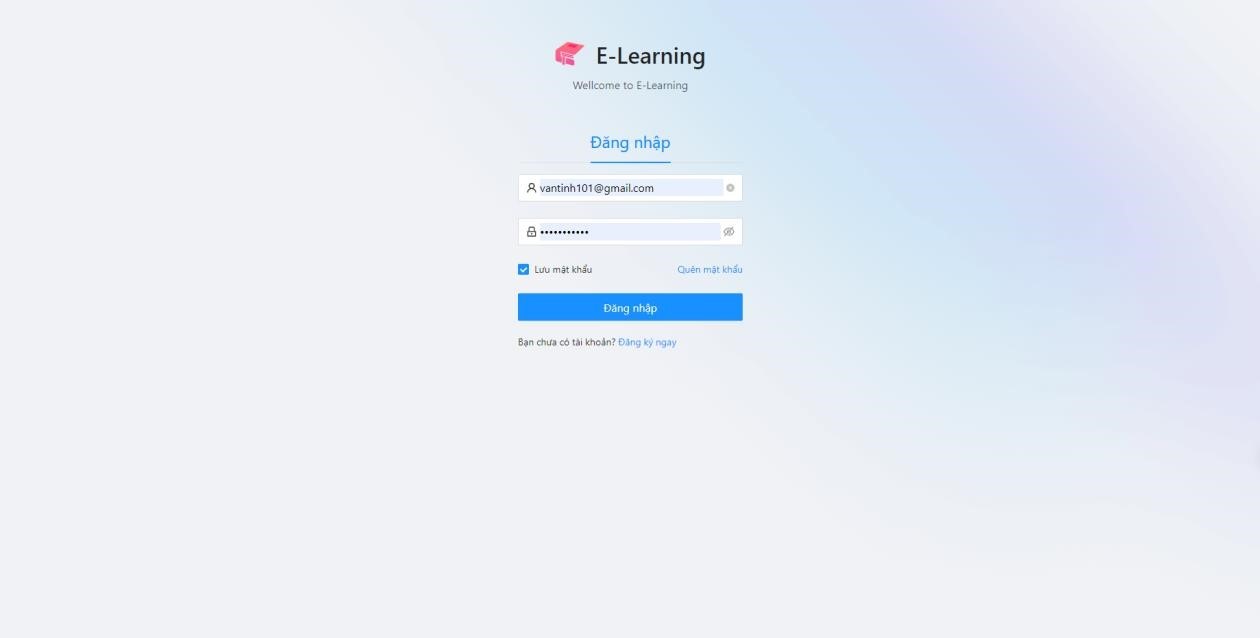 E-Learning
Wellcome to E-Learning
Đăng nhập
vantinh101@gmail.com
•••••••••••
Lưu mật khẩu Quên mật khẩu
Đăng nhập
Bạn chưa có tài khoản? Đăng ký ngay